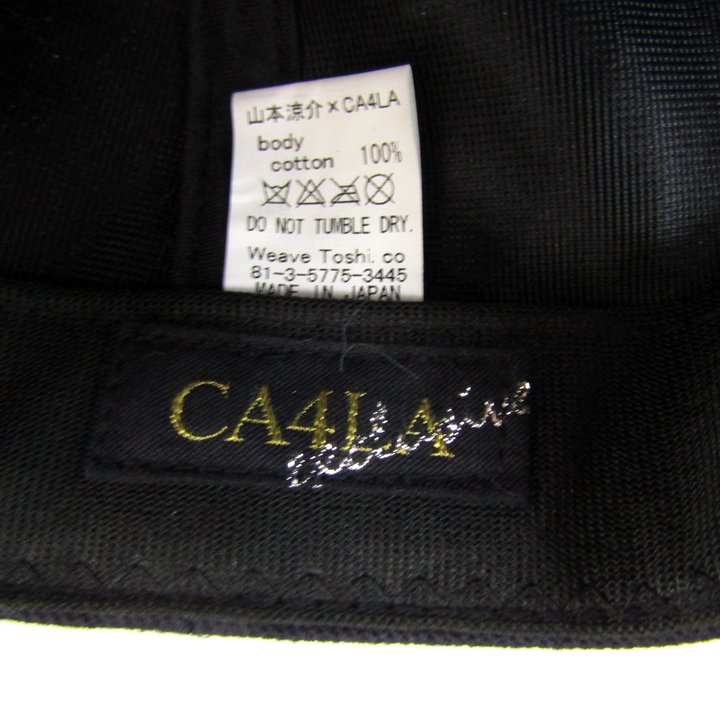 山本涼介×CA4LA
body
cotton 100%
DO NOT TUMBLE DRY.
Weave Toshi. co
81-3-5775-3445
MADE IN JAPAN
CA4LA